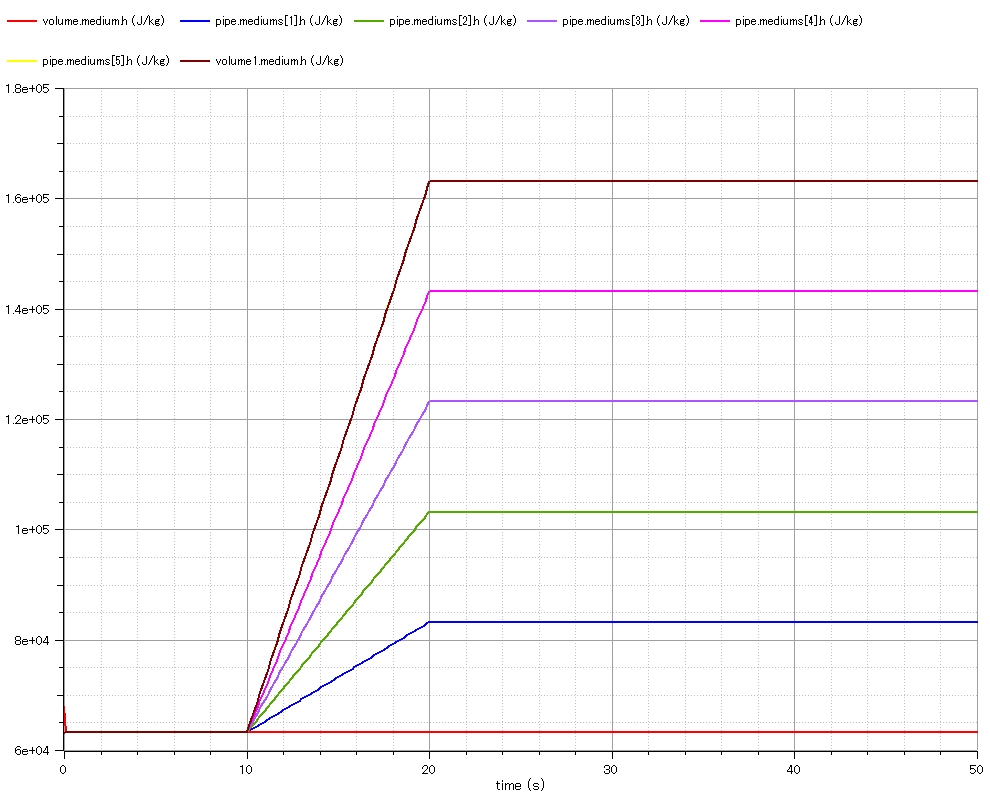 volume.medium.h (J/kg) pipe.mediums[1].h (J/kg) pipe.mediums[2].h (J/kg) pipe.mediums[3].h (J/kg) pipe.mediums[4].h (J/kg)
pipe.mediums[5].h (J/kg) volume1.medium.h (J/kg)
1.8e+05
1.6e+05
1.4e+05
1.2e+05
1e+05
8e+04
6e+04
0 10 20 30 40 50
time (s)